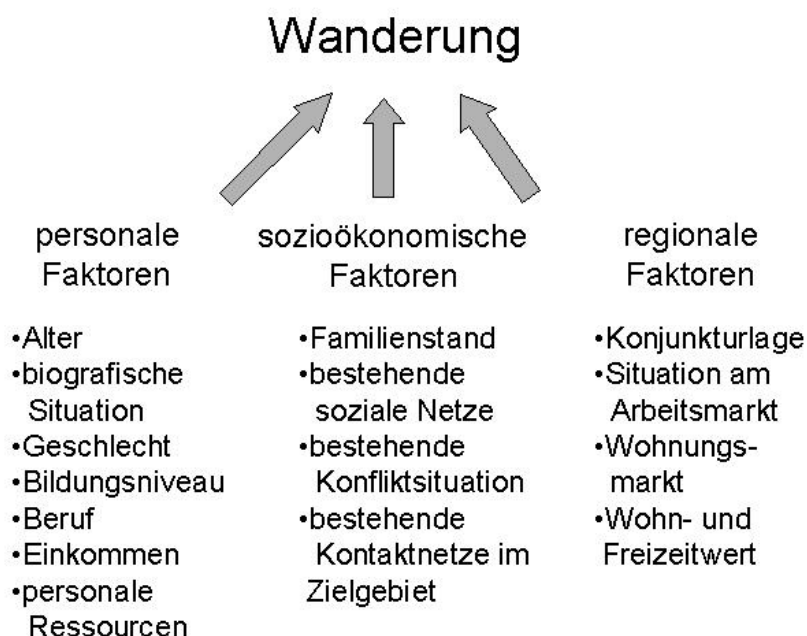 Wanderung
personale
Faktoren
sozioökonomische
Faktoren
regionale
Faktoren
•Alter
•biografische
Situation
•Geschlecht
•Bildungsniveau
•Beruf
•Einkommen
•personale
Ressourcen
•Familienstand
•bestehende
soziale Netze
•bestehende
Konfliktsituation
•bestehende
Kontaktnetze im
Zielgebiet
•Konjunkturlage
•Situation am
Arbeitsmarkt
•Wohnungs-
markt
•Wohn- und
Freizeitwert